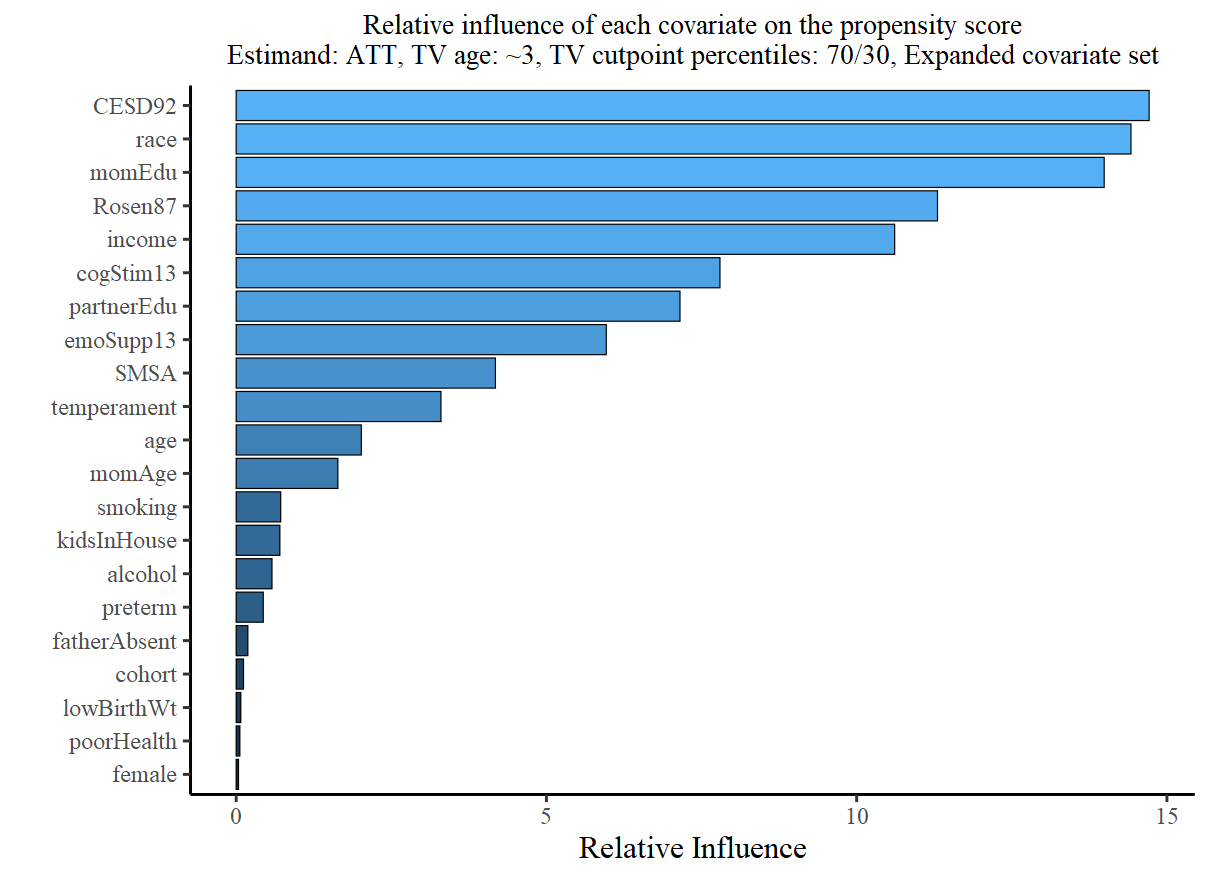 Relative influence of each covariate on the propensity score
Estimand: ATT, TV age: ~3, TV cutpoint percentiles: 70/30, Expanded covariate set
CESD92
race
momEdu
Rosen87
income
cogStim13
partnerEdu
emoSupp13
SMSA
temperament
age
momAge
smoking
kidsInHouse
alcohol
preterm
fatherAbsent
cohort
lowBirthWt
poorHealth
female
0 5 10 15
Relative Influence